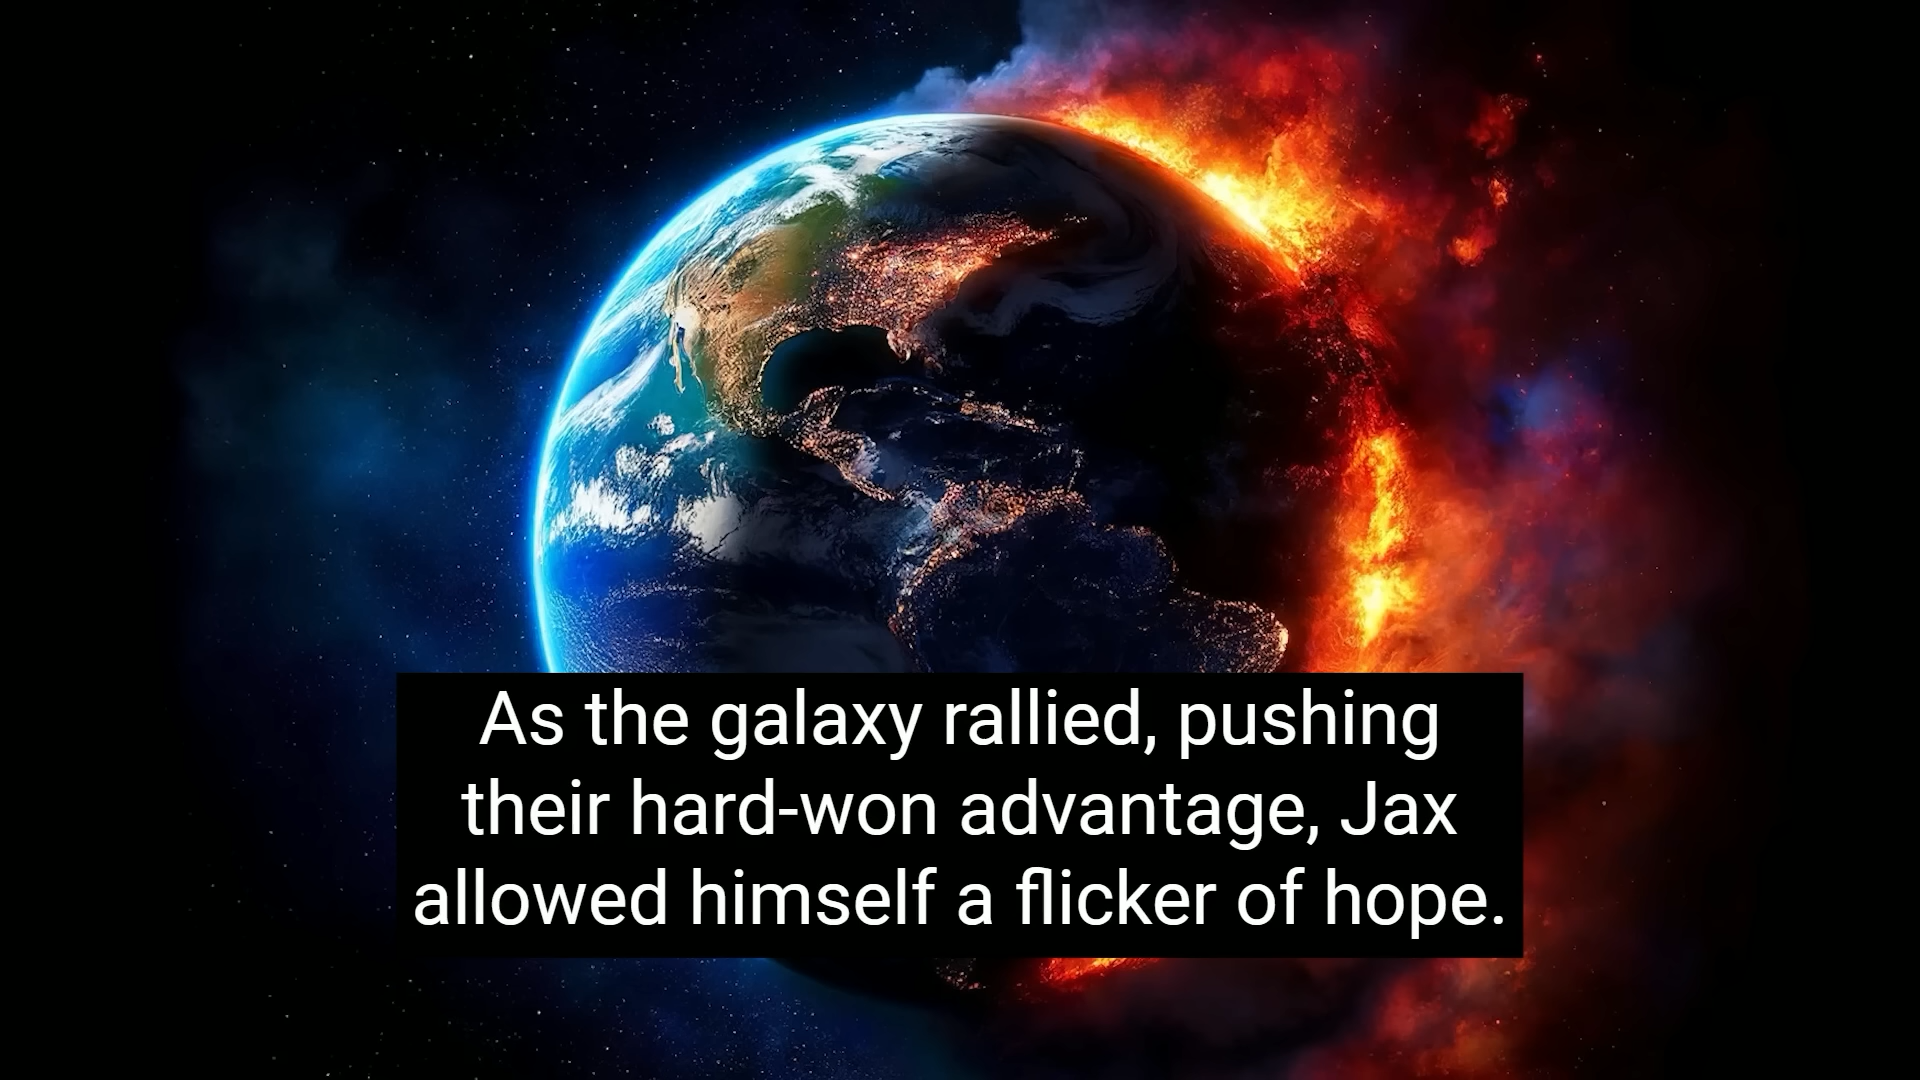 As the galaxy rallied, pushing
their hard-won advantage, Jax
allowed himself a flicker of hope.